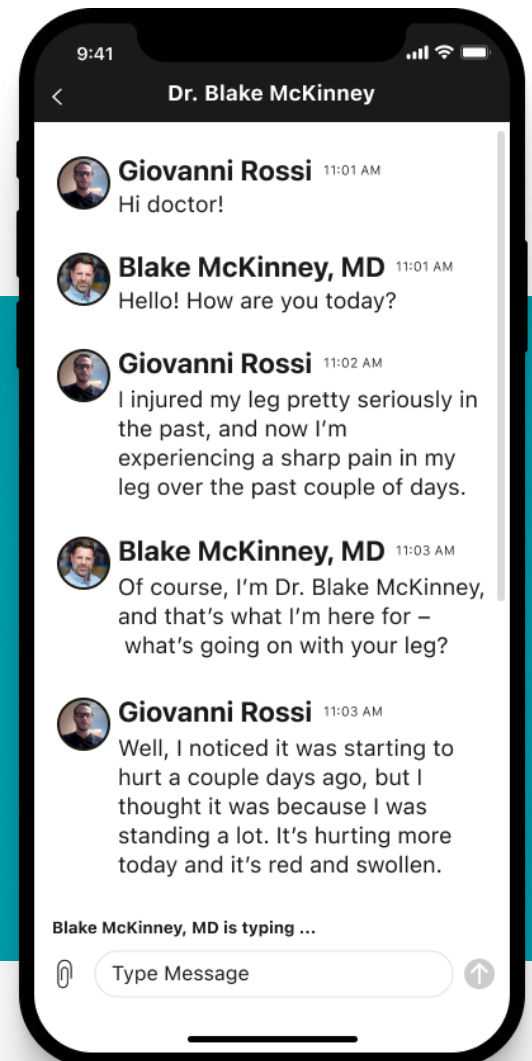 9:41
Dr. Blake McKinney
Giovanni Rossi 11:01 AM
Hi doctor!
Blake McKinney, MD 11:01 AM
Hello! How are you today?
Giovanni Rossi 11:02 AM
I injured my leg pretty seriously in
the past, and now I’m
experiencing a sharp pain in my
leg over the past couple of days.
Blake McKinney, MD 11:03 AM
Of course, I’m Dr. Blake McKinney,
and that’s what I’m here for –
what’s going on with your leg?
Giovanni Rossi 11:03 AM
Well, I noticed it was starting to
hurt a couple days ago, but I
thought it was because I was
standing a lot. It’s hurting more
today and it’s red and swollen.
Blake McKinney, MD is typing ...
Type Message